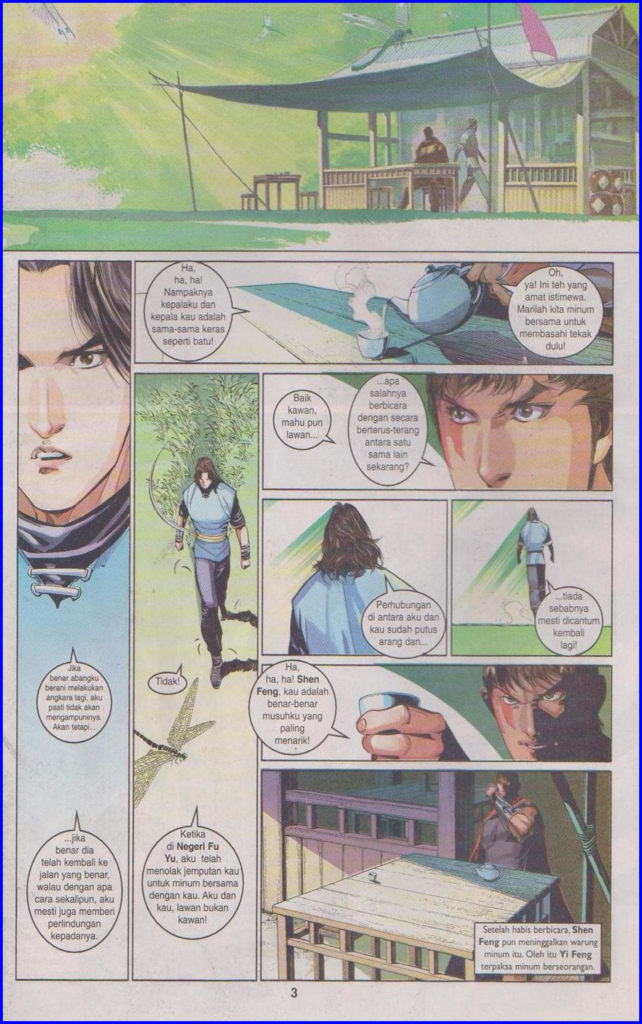 Ha,
ha, ha!
Nampaknya
kepalaku dan
kepala kau adalah
sama-sama keras
seperti batu!
Oh,
ya! Ini teh yang
amat istimewa.
Marilah kita minum
bersama untuk
membasahi tekak
dulu!
Jika
benar abangku
berani melakukan
angkara lagi, aku
pasti tidak akan
mengampuninya.
Akan tetapi...
...jika
benar dia
telah kembali ke
jalan yang benar,
walau dengan apa
cara sekalipun, aku
mesti juga memberi
perlindungan
kepadanya.
Baik
kawan,
mahu pun
lawan...
...apa
salahnya
berbicara
dengan secara
berterus-terang
antara satu
sama lain
sekarang?
Tidak!
Ketika
di Negeri Fu
Yu, aku telah
menolak jemputan kau
untuk minum bersama
dengan kau. Aku dan
kau, lawan bukan
kawan!
Perhubungan
di antara aku dan
kau sudah putus
arang dan...
...tiada
sebabnya
mesti dicantum
kembali
lagi!
Ha,
ha, ha! Shen
Feng, kau adalah
benar-benar
musuhku yang
paling
menarik!
Setelah habis berbicara, Shen
Feng pun meninggalkan warung
minum itu. Oleh itu Yi Feng
terpaksa minum berseorangan.
3